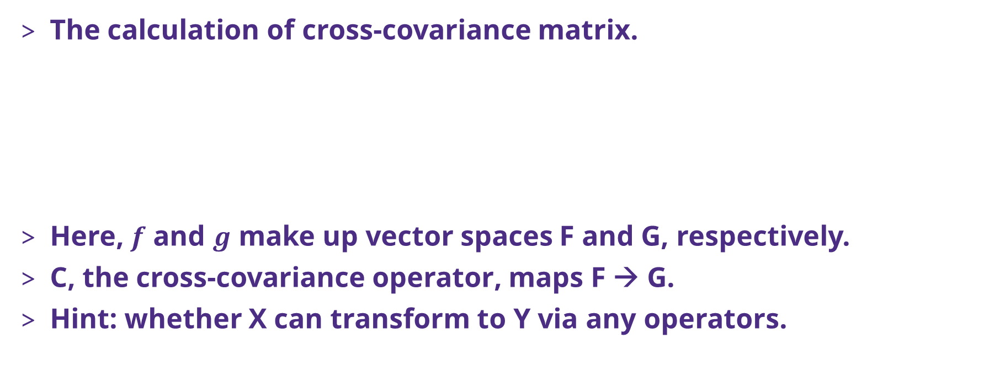 > The calculation of cross-covariance matrix.
> Here, f and g make up vector spaces F and G, respectively.
> C, the cross-covariance operator, maps F → G.
> Hint: whether X can transform to Y via any operators.